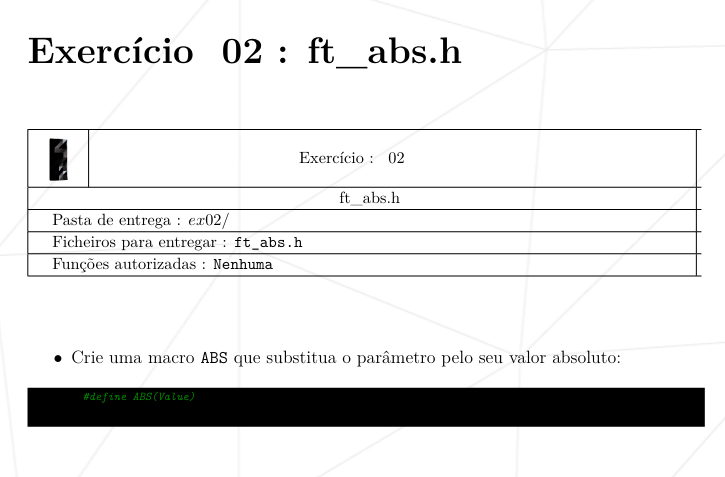 Exercício 02 : ft_abs.h
Exercício : 02
ft_abs.h
Pasta de entrega : ex02/
Ficheiros para entregar : ft_abs.h
Funções autorizadas : Nenhuma
• Crie uma macro ABS que substitua o parâmetro pelo seu valor absoluto:
#define ABS(Value)